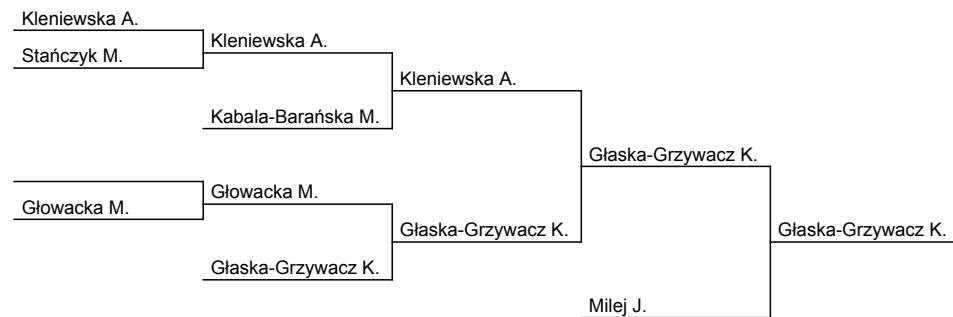 Kleniewska A.
Stańczyk M.
Kleniewska A.
Kleniewska A.
Kabala-Barańska M.
Głaska-Grzywacz K.
Głowacka M.
Głowacka M.
Głaska-Grzywacz K.
Głaska-Grzywacz K.
Głaska-Grzywacz K.
Milej J.